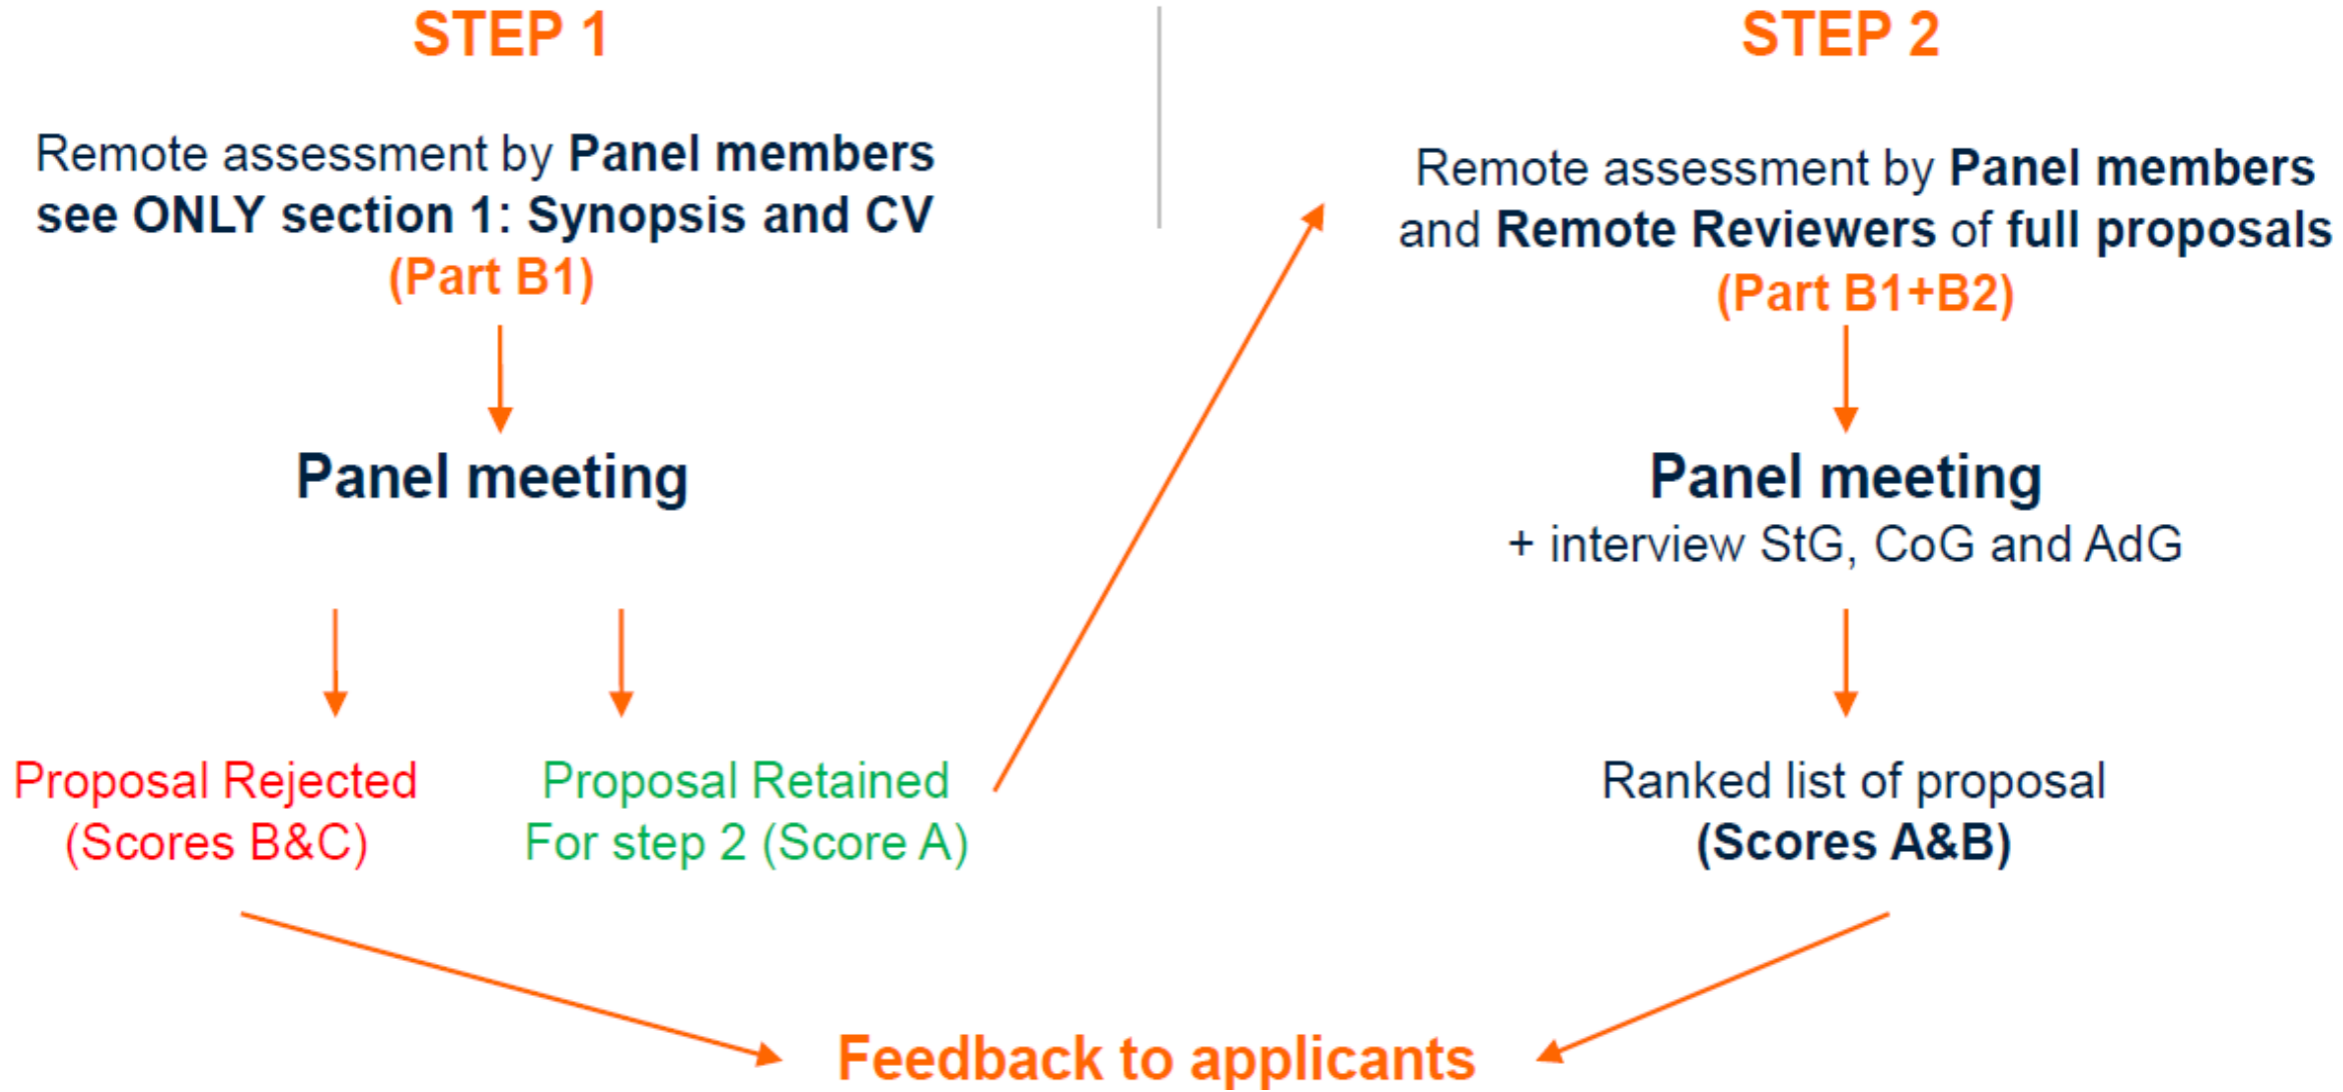 STEP 1
Remote assessment by Panel members
see ONLY section 1: Synopsis and CV
(Part B1)
Panel meeting
Proposal Rejected
(Scores B&C)
Proposal Retained
For step 2 (Score A)
STEP 2
Remote assessment by Panel members
and Remote Reviewers of full proposals
(Part B1+B2)
Panel meeting
+ interview StG, CoG and AdG
Ranked list of proposal
(Scores A&B)
Feedback to applicants